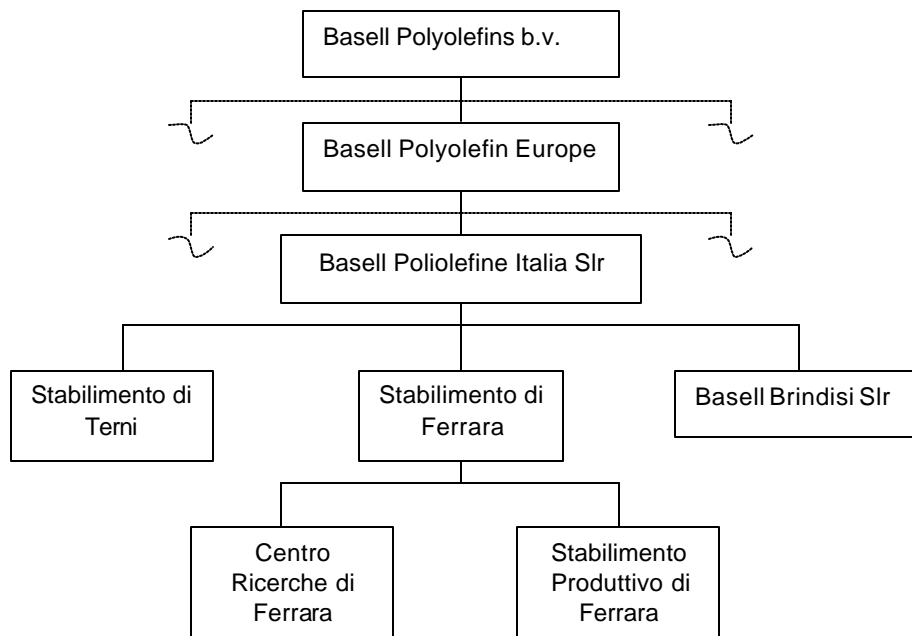 Basell Polyolefins b.v.
Basell Polyolefin Europe
Basell Poliolefine Italia Slr
Stabilimento di
Terni
Stabilimento di
Ferrara
Basell Brindisi Slr
Centro
Ricerche di
Ferrara
Stabilimento
Produttivo di
Ferrara